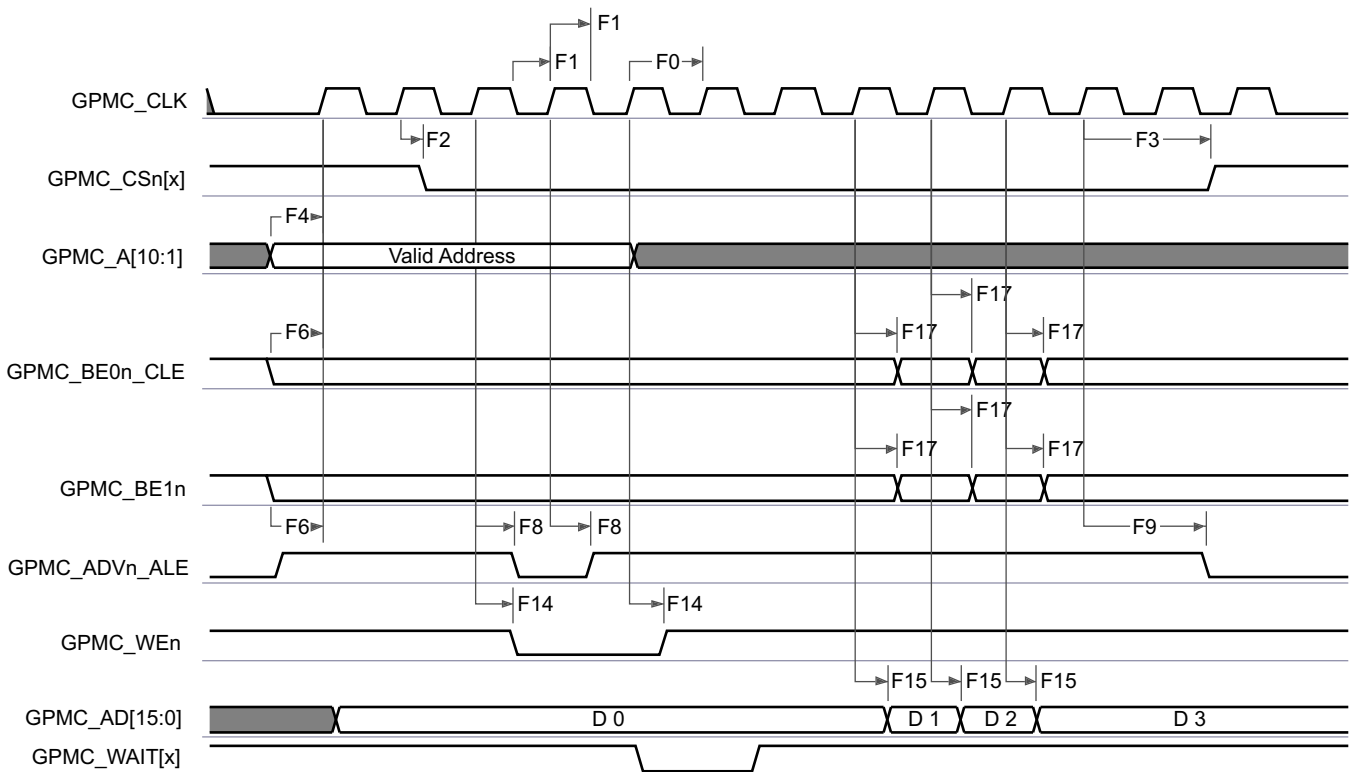 F1
F1
F0
GPMC_CLK
F2
F3
GPMC_CSn[x]
F4
GPMC_A[10:1]
Valid Address
F17
F6
F17
F17
GPMC_BE0n_CLE
F17
F17
F17
GPMC_BE1n
F6
F8
F8
F9
GPMC_ADVn_ALE
F14
F14
GPMC_WEn
F15
F15
F15
GPMC_AD[15:0]
D 0
D 1
D 2
D 3
GPMC_WAIT[x]